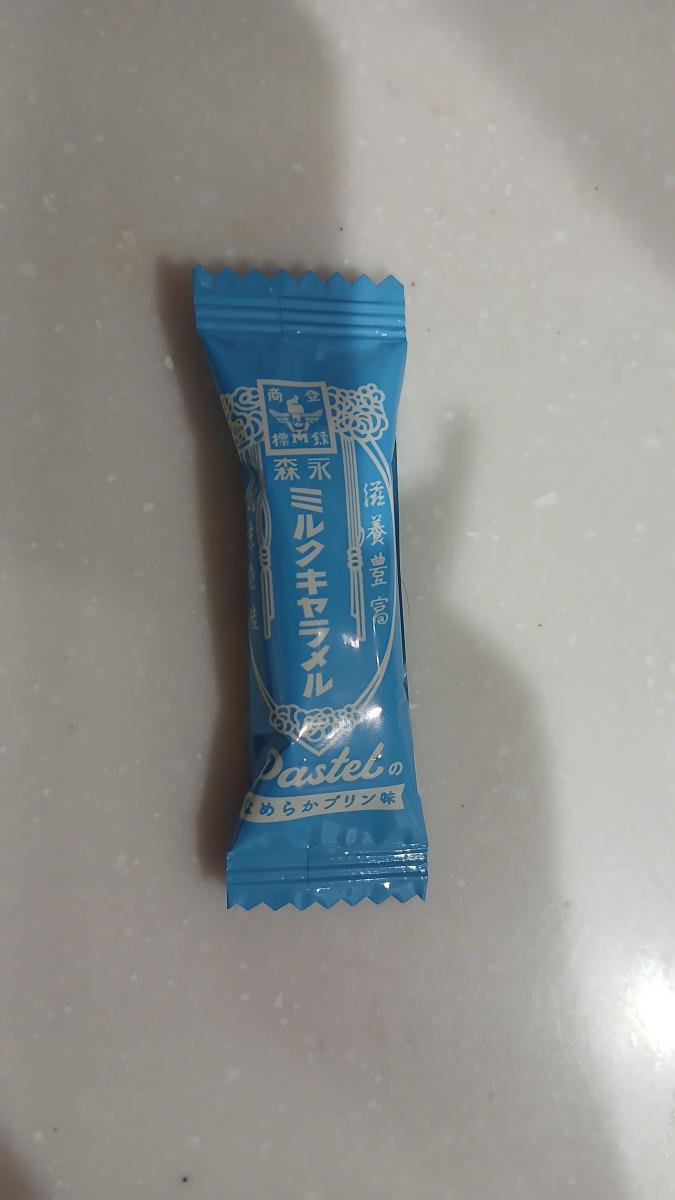 登録
商標
森永
ミルクキャラメル
滋養豊富
Pastelの
なめらかプリン味